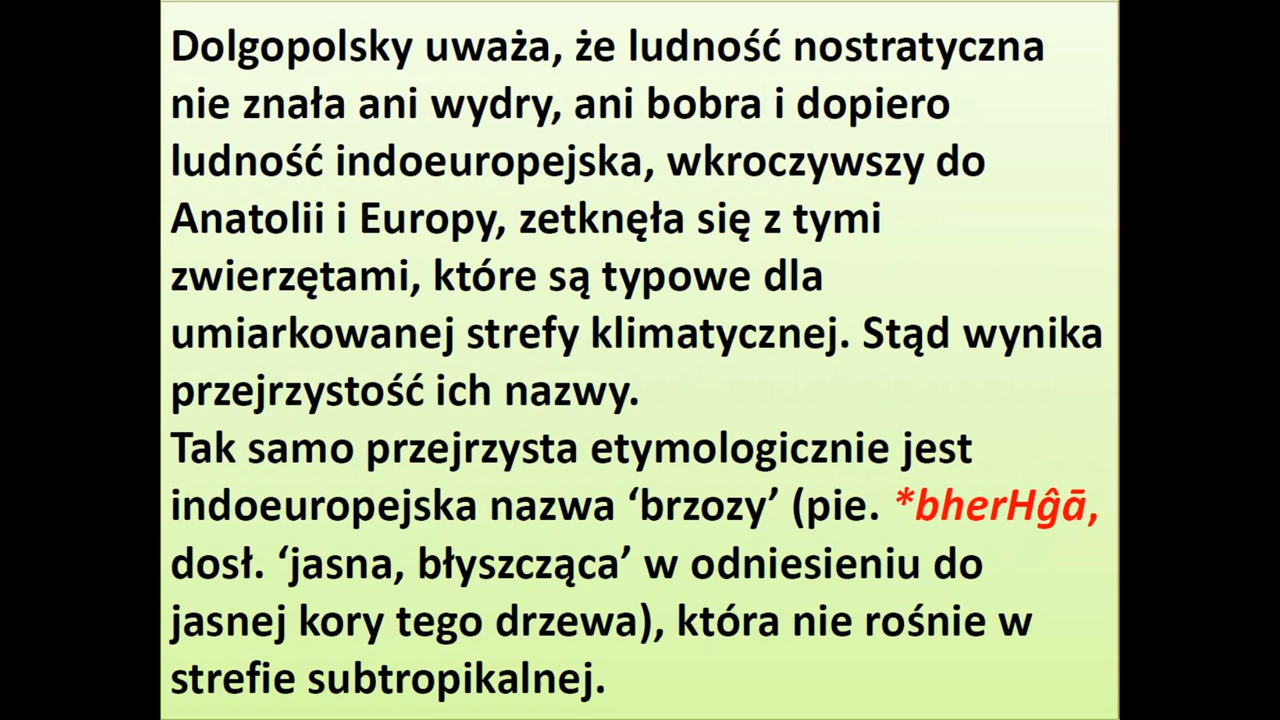 Dolgopolsky uważa, że ludność nostratyczna
nie znała ani wydry, ani bobra i dopiero
ludność indoeuropejska, wkroczywszy do
Anatolii i Europy, zetknęła się z tymi
zwierzętami, które są typowe dla
umiarkowanej strefy klimatycznej. Stąd wynika
przejrzystość ich nazwy.
Tak samo przejrzysta etymologicznie jest
indoeuropejska nazwa ‘brzozy’ (pie. *bherHĝā,
dosł. ‘jasna, błyszcząca’ w odniesieniu do
jasnej kory tego drzewa), która nie rośnie w
strefie subtropikalnej.